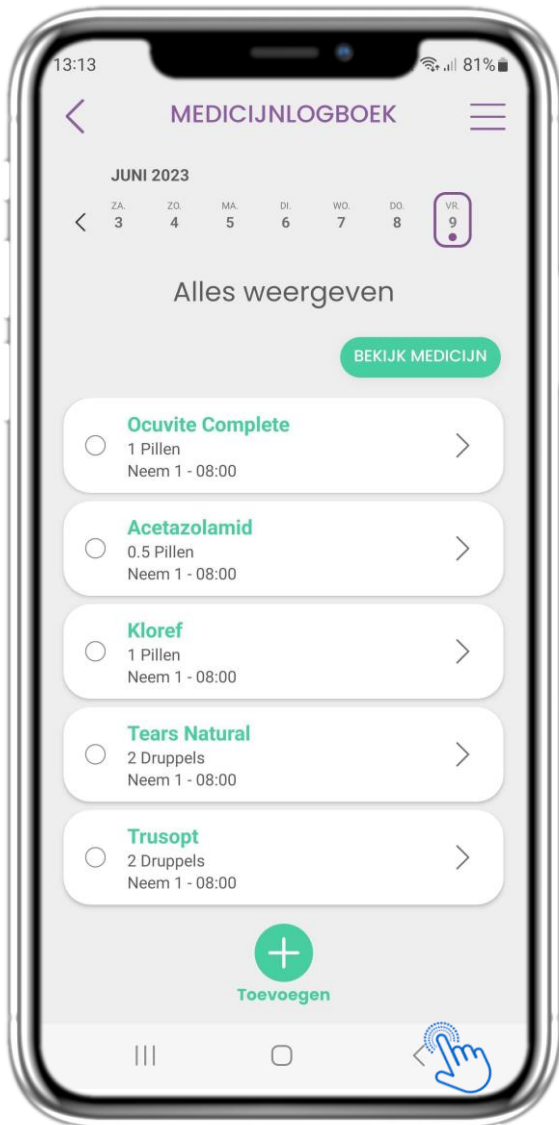 13:13 81%
MEDICIJNLOGBOEK
JUNI 2023
ZA. ZO. MA. DI. WO. DO. VR.
3 4 5 6 7 8 9
Alles weergeven
BEKIJK MEDICIJN
Ocuvite Complete
1 Pillen
Neem 1 - 08:00
Acetazolamid
0.5 Pillen
Neem 1 - 08:00
Kloref
1 Pillen
Neem 1 - 08:00
Tears Natural
2 Druppels
Neem 1 - 08:00
Trusopt
2 Druppels
Neem 1 - 08:00
Toevoegen